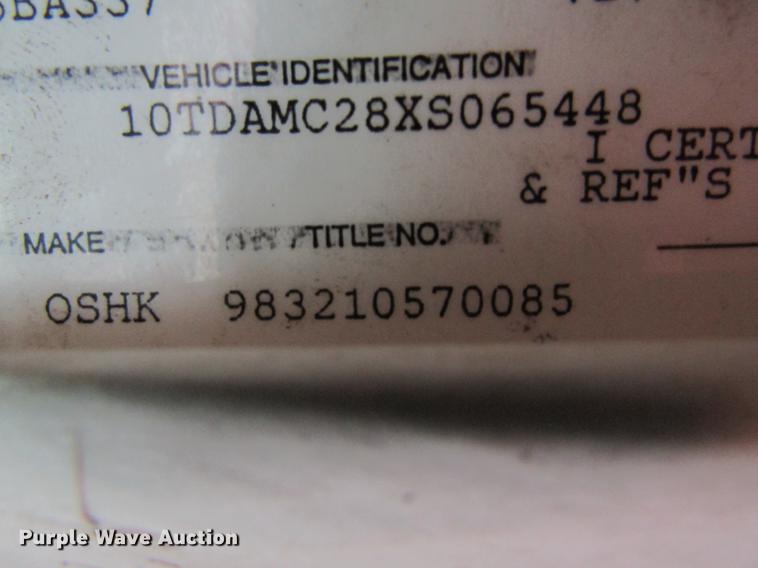 VEHICLE IDENTIFICATION
10TDAMC28XS065448
I CERT
& REF"S
MAKE TITLE NO.
OSHK 983210570085
Purple Wave Auction